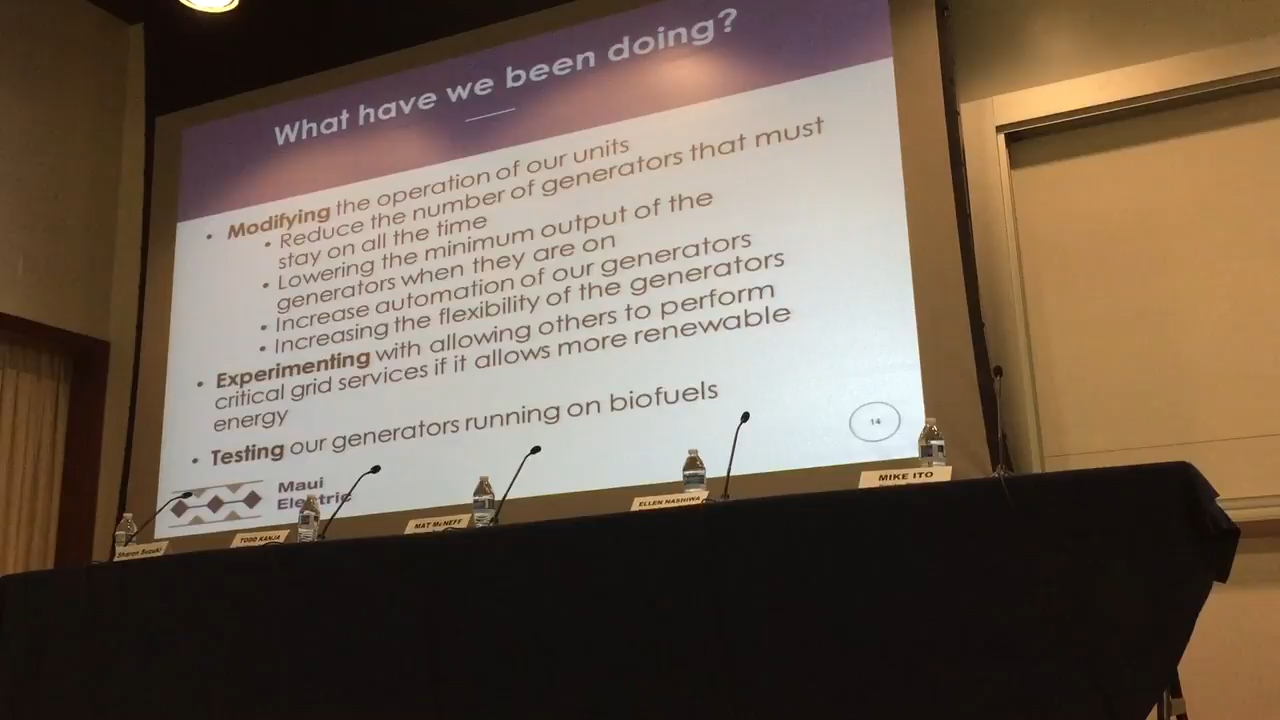 What have we been doing?
• Modifying the operation of our units
• Reduce the number of generators that must
stay on all the time
• Lowering the minimum output of the
generators when they are on
• Increase automation of our generators
• Increasing the flexibility of the generators
• Experimenting with allowing others to perform
critical grid services if it allows more renewable
energy
• Testing our generators running on biofuels
14
Maui
Electric
Sharon Suzuki
TODD KANJA
MAT McNEFF
ELLEN NASHIWA
MIKE ITO